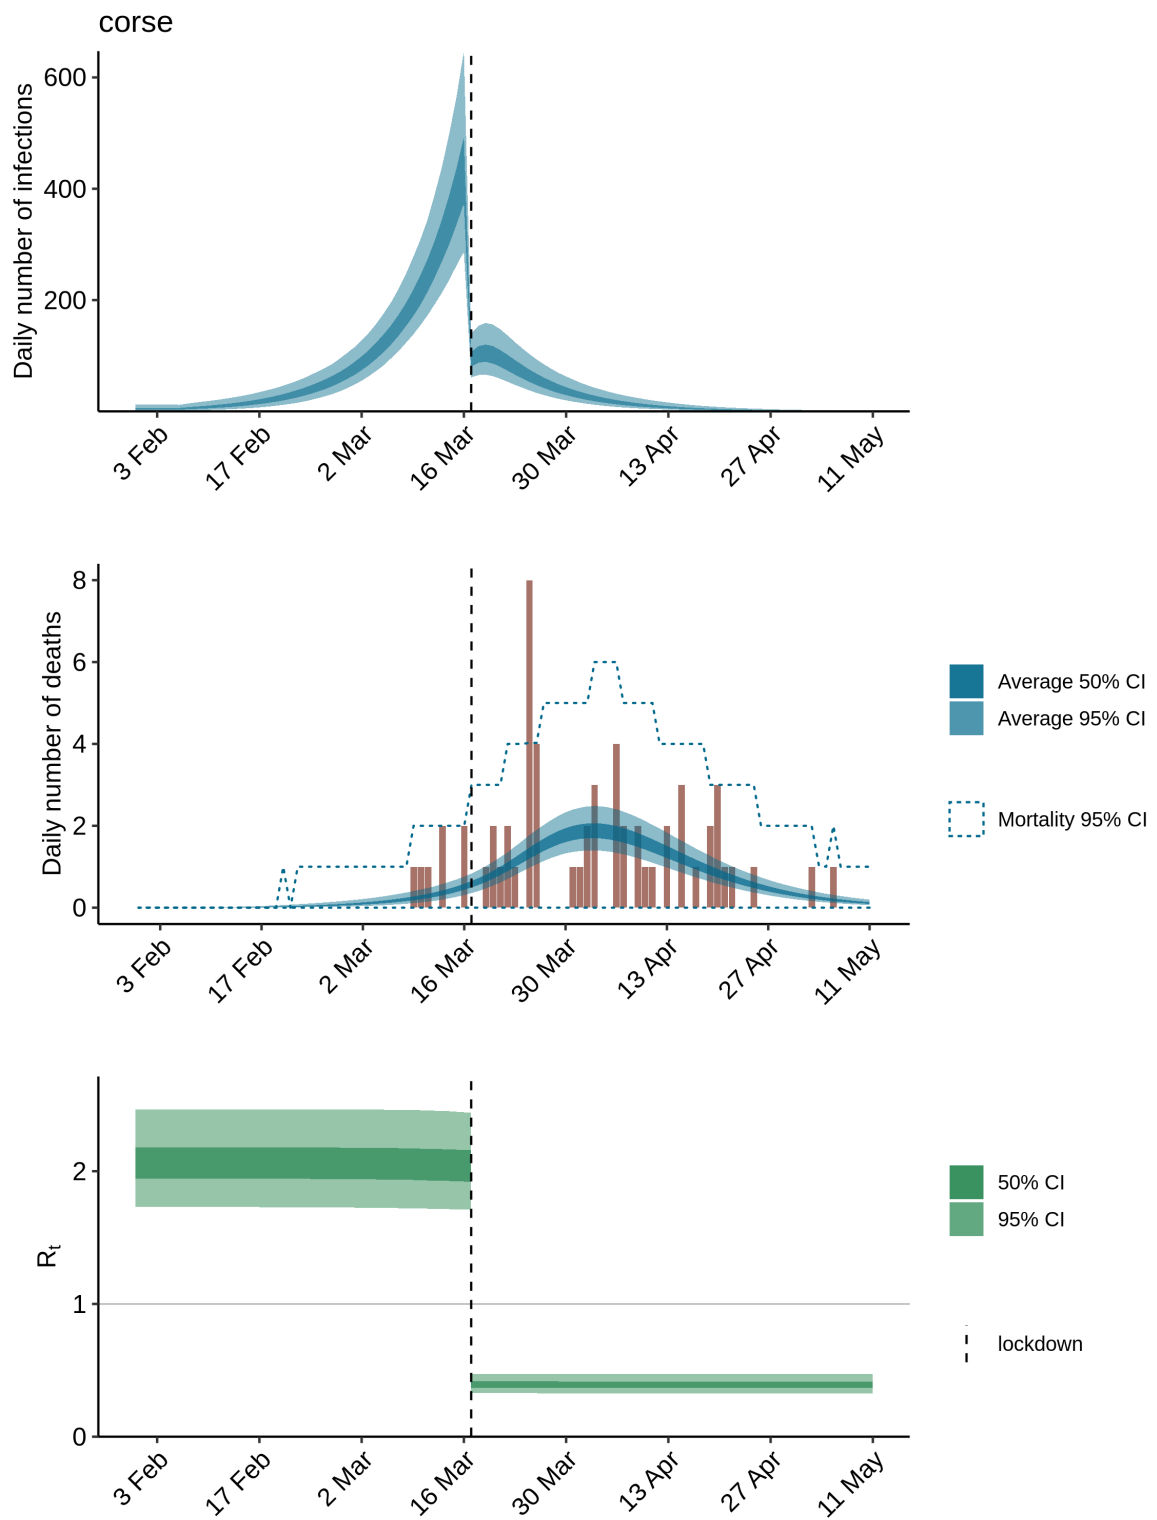 corse
Daily number of infections
600
400
200
3 Feb
17 Feb
2 Mar
16 Mar
30 Mar
13 Apr
27 Apr
11 May
Daily number of deaths
8
6
4
2
0
3 Feb
17 Feb
2 Mar
16 Mar
30 Mar
13 Apr
27 Apr
11 May
Average 50% CI
Average 95% CI
Mortality 95% CI
Rt
2
1
0
3 Feb
17 Feb
2 Mar
16 Mar
30 Mar
13 Apr
27 Apr
11 May
50% CI
95% CI
lockdown